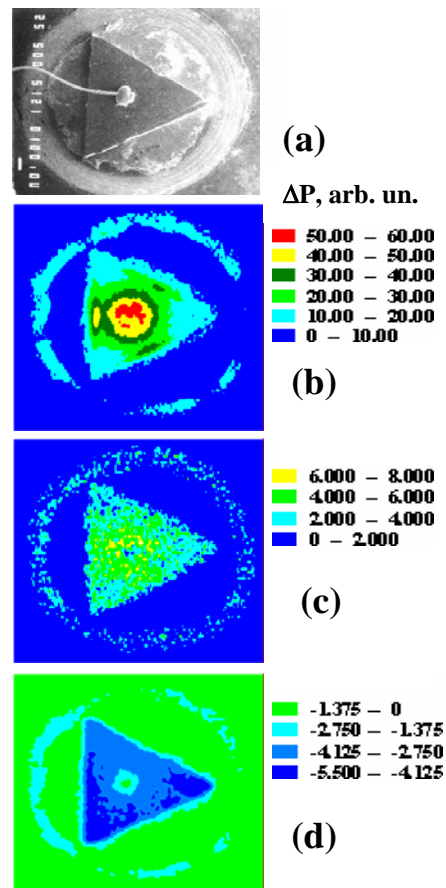 (a)
ΔP, arb. un.
50.00 – 60.00
40.00 – 50.00
30.00 – 40.00
20.00 – 30.00
10.00 – 20.00
0 – 10.00
(b)
6.000 – 8.000
4.000 – 6.000
2.000 – 4.000
0 – 2.000
(c)
-1.375 – 0
-2.750 – -1.375
-4.125 – -2.750
-5.500 – -4.125
(d)